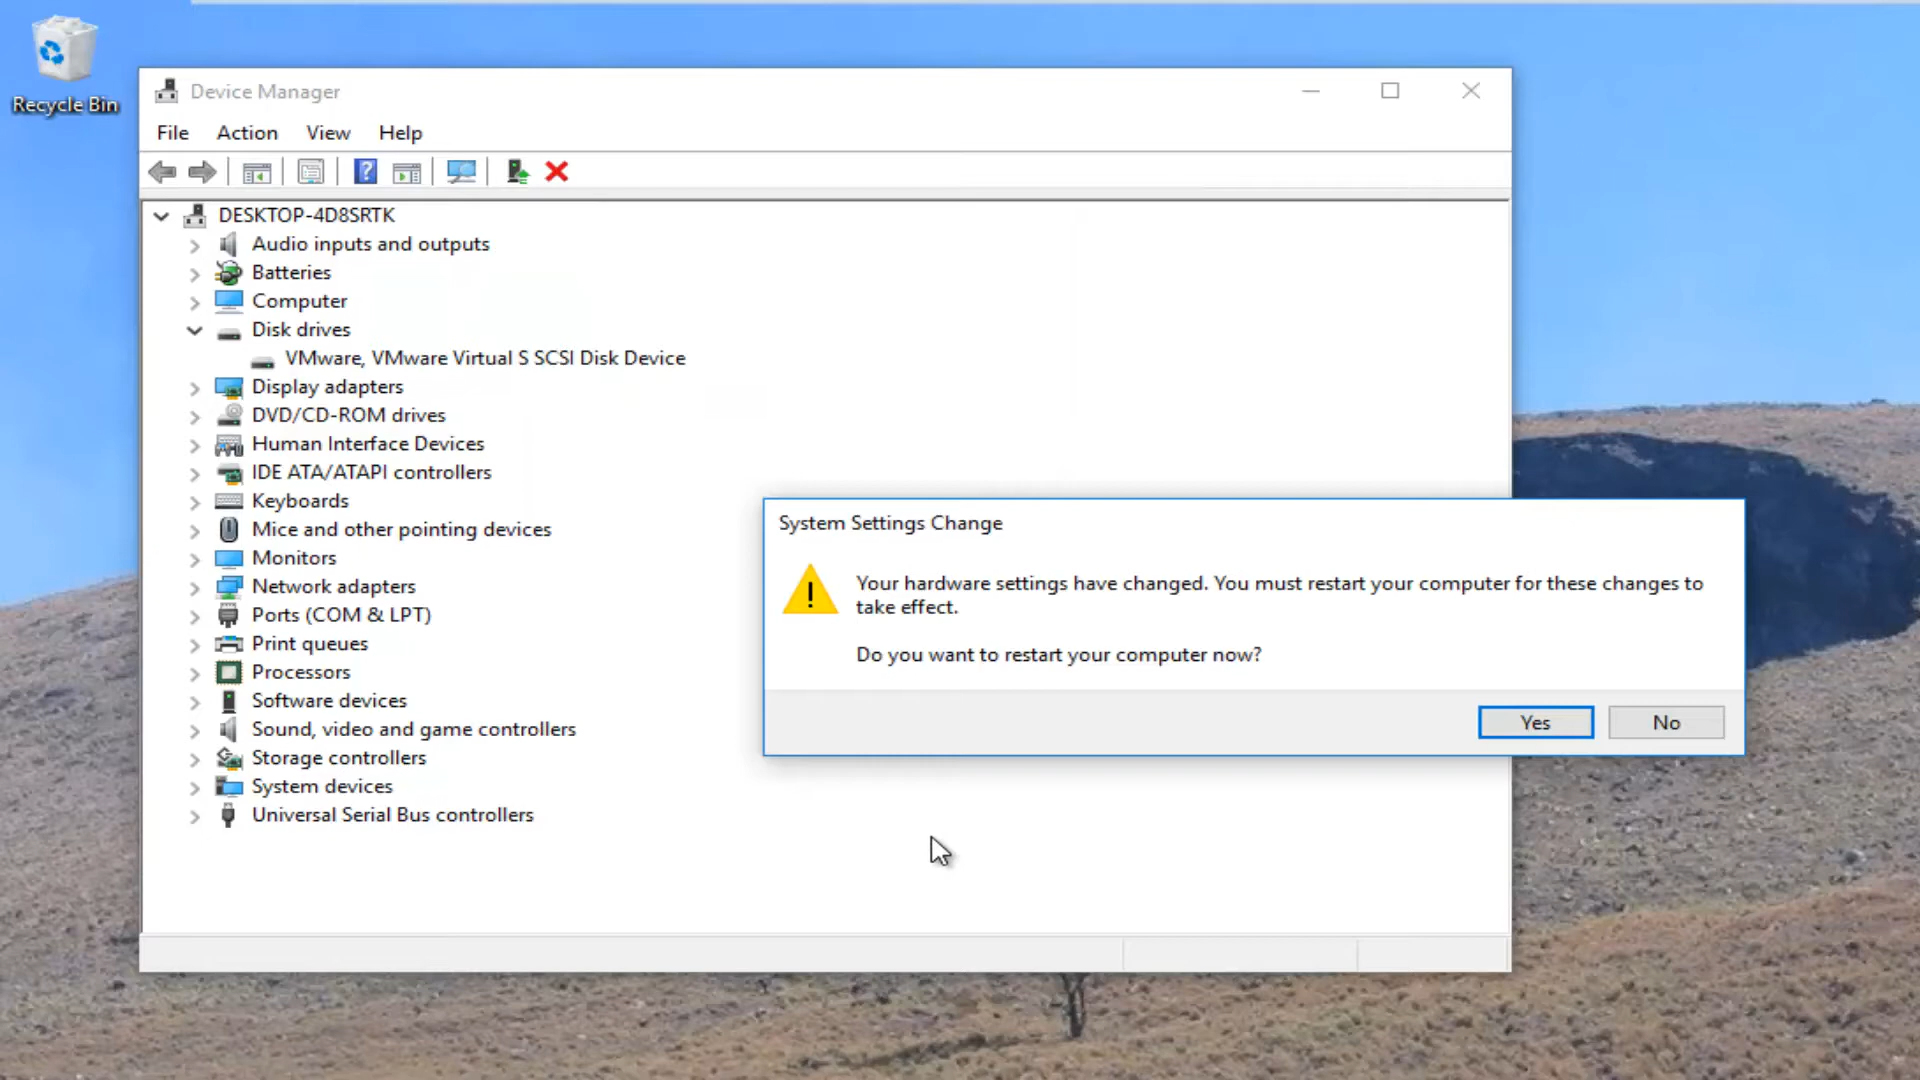 Recycle Bin
Device Manager
File Action View Help
DESKTOP-4D8SRTK
Audio inputs and outputs
Batteries
Computer
Disk drives
VMware, VMware Virtual S SCSI Disk Device
Display adapters
DVD/CD-ROM drives
Human Interface Devices
IDE ATA/ATAPI controllers
Keyboards
Mice and other pointing devices
Monitors
Network adapters
Ports (COM & LPT)
Print queues
Processors
Software devices
Sound, video and game controllers
Storage controllers
System devices
Universal Serial Bus controllers
System Settings Change
Your hardware settings have changed. You must restart your computer for these changes to
take effect.
Do you want to restart your computer now?
Yes No